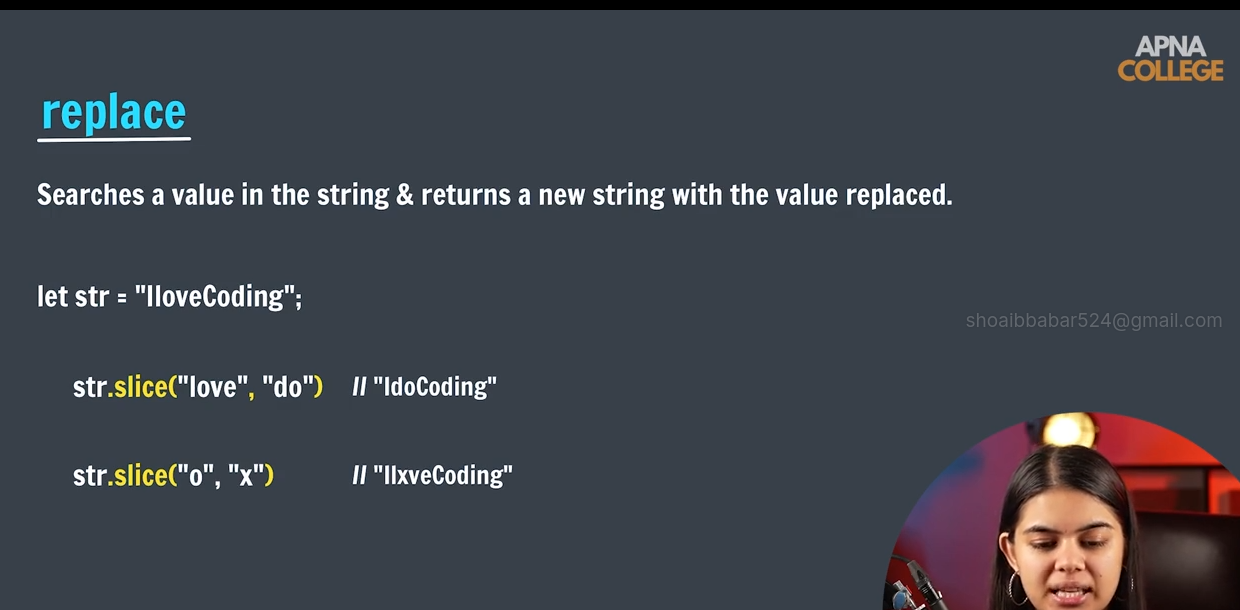 APNA
COLLEGE
replace
Searches a value in the string & returns a new string with the value replaced.
let str = "IloveCoding";
shoaibbabar524@gmail.com
str.slice("love", "do") // "IdoCoding"
str.slice("o", "x") // "IlxveCoding"